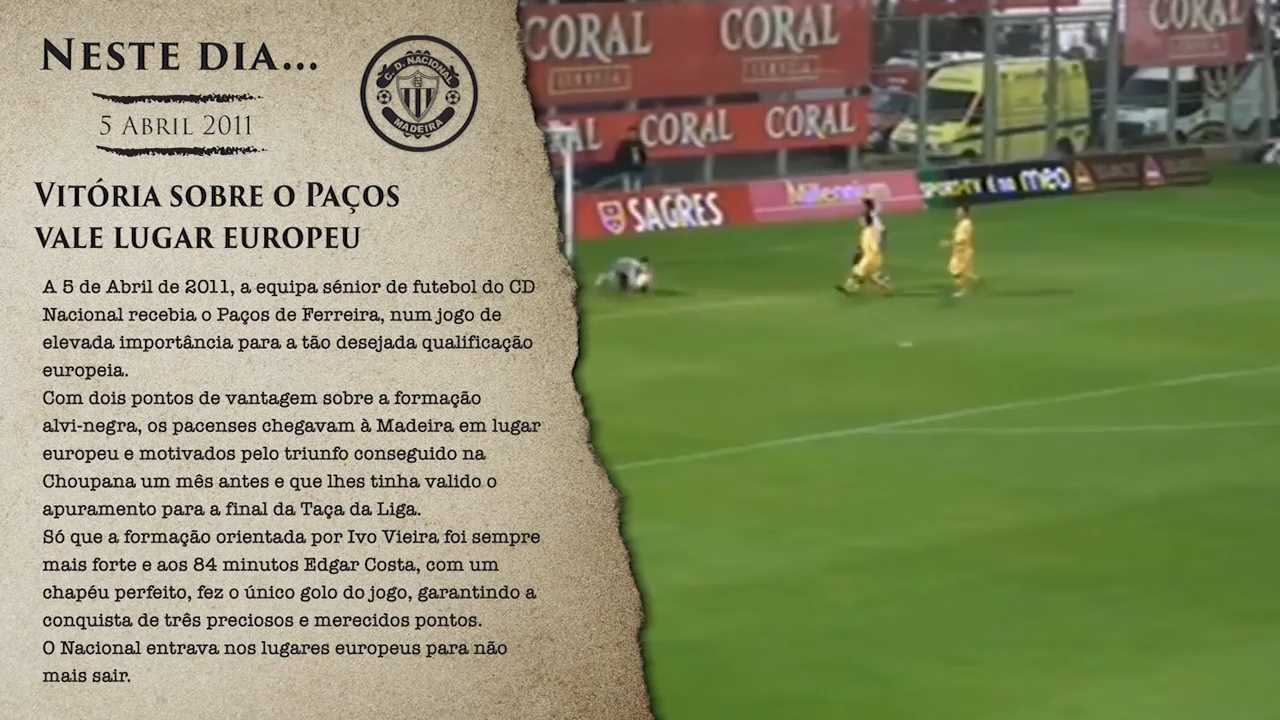 Neste dia...
5 Abril 2011
C. D. NACIONAL
MADEIRA
Vitória sobre o Paços
vale lugar europeu
A 5 de Abril de 2011, a equipa sénior de futebol do CD
Nacional recebia o Paços de Ferreira, num jogo de
elevada importância para a tão desejada qualificação
europeia.
Com dois pontos de vantagem sobre a formação
alvi-negra, os pacenses chegavam à Madeira em lugar
europeu e motivados pelo triunfo conseguido na
Choupana um mês antes e que lhes tinha valido o
apuramento para a final da Taça da Liga.
Só que a formação orientada por Ivo Vieira foi sempre
mais forte e aos 84 minutos Edgar Costa, com um
chapéu perfeito, fez o único golo do jogo, garantindo a
conquista de três preciosos e merecidos pontos.
O Nacional entrava nos lugares europeus para não
mais sair.
CORAL CORAL CORAL
CERVEJA CERVEJA
CORAL CORAL
SAGRES Millennium SPORT.TV É NO meo